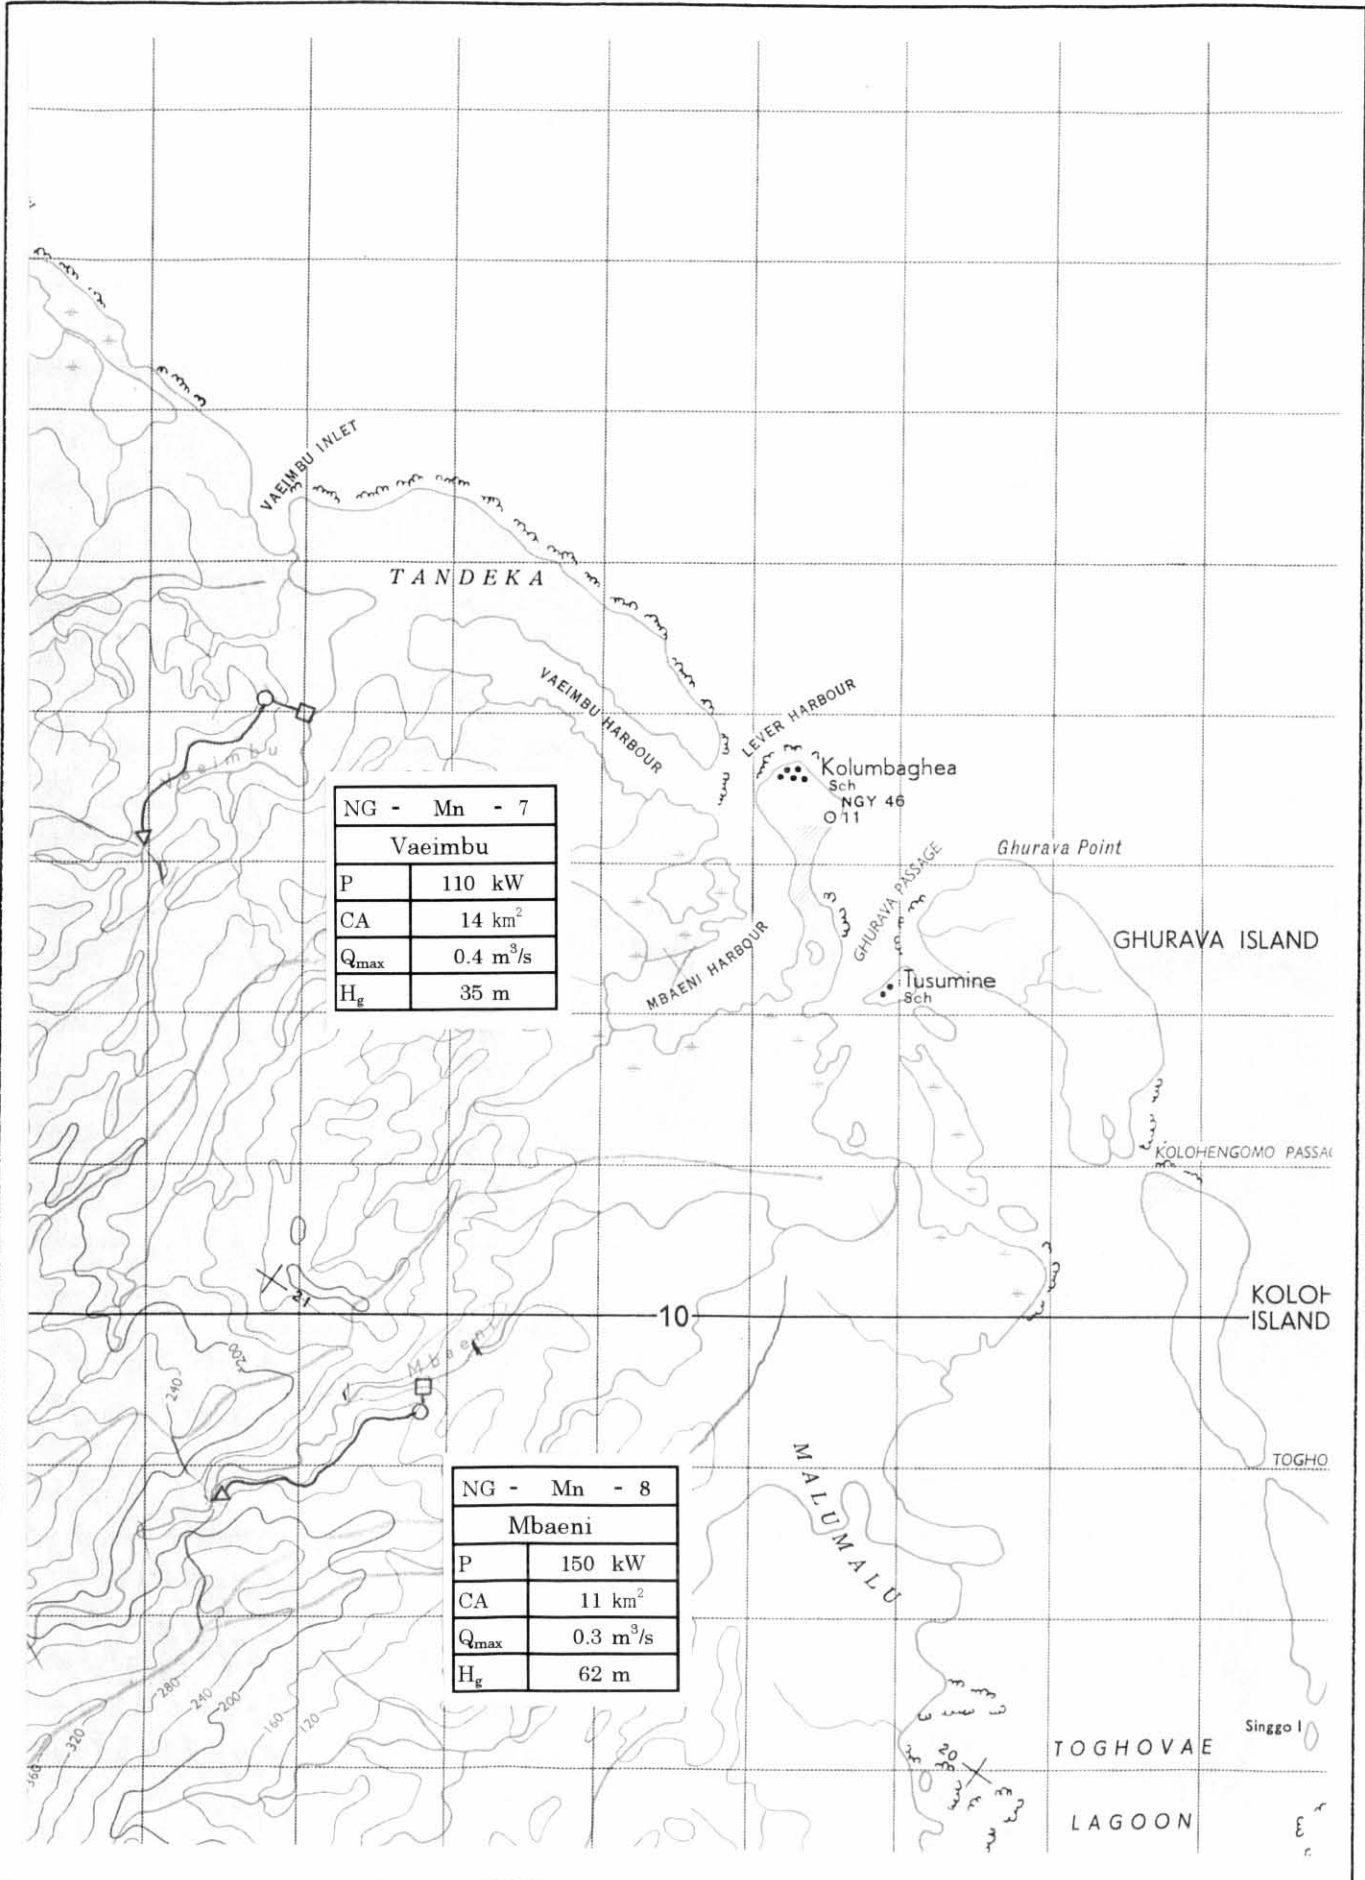 VAEIMBU INLET
TANDEKA
VAEIMBU HARBOUR
LEVER HARBOUR
Vaeimbu
Kolumbaghea
Sch
NGY 46
11
NG - Mn - 7
Vaeimbu
P 110 kW
CA 14 km²
Qmax 0.4 m³/s
Hg 35 m
Ghurava Point
GHURAVA PASSAGE
GHURAVA ISLAND
MBAENI HARBOUR
Tusumine
Sch
KOLOHENGOMO PASSA
21
10
KOLOH
ISLAND
Mbaeni
200
240
MALUMALU
TOGHO
NG - Mn - 8
Mbaeni
P 150 kW
CA 11 km²
Qmax 0.3 m³/s
Hg 62 m
280
240
200
160
120
320
360
Singgo I
20
TOGHOVAE
LAGOON